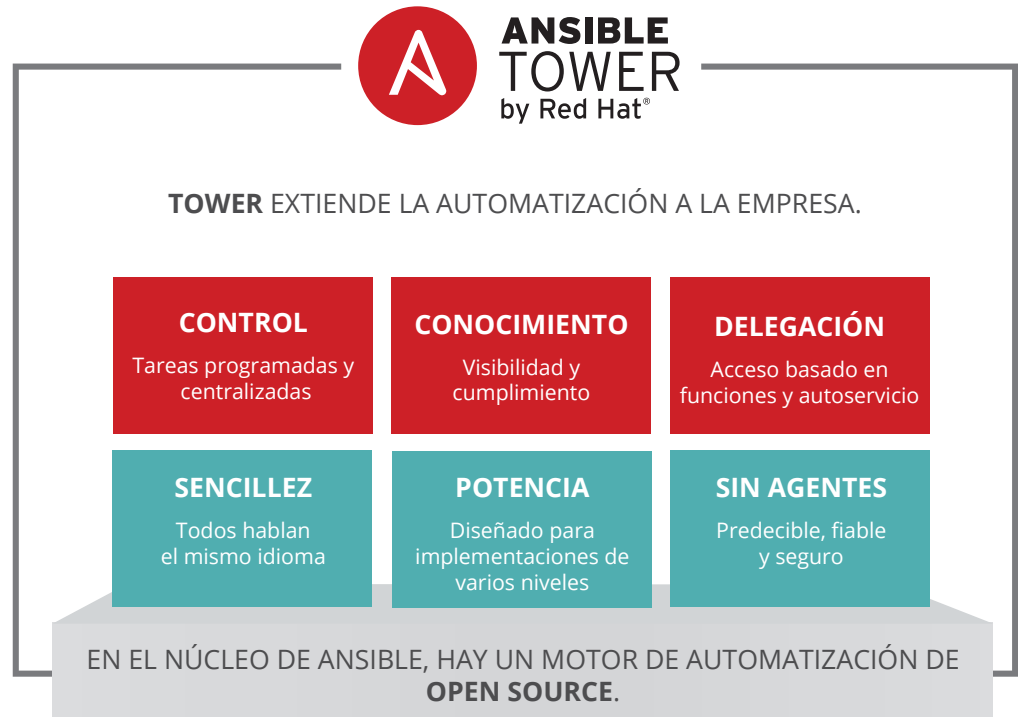 ANSIBLE
TOWER
by Red Hat®
TOWER EXTIENDE LA AUTOMATIZACIÓN A LA EMPRESA.
CONTROL
Tareas programadas y
centralizadas
CONOCIMIENTO
Visibilidad y
cumplimiento
DELEGACIÓN
Acceso basado en
funciones y autoservicio
SENCILLEZ
Todos hablan
el mismo idioma
POTENCIA
Diseñado para
implementaciones de
varios niveles
SIN AGENTES
Predecible, fiable
y seguro
EN EL NÚCLEO DE ANSIBLE, HAY UN MOTOR DE AUTOMATIZACIÓN DE
OPEN SOURCE.